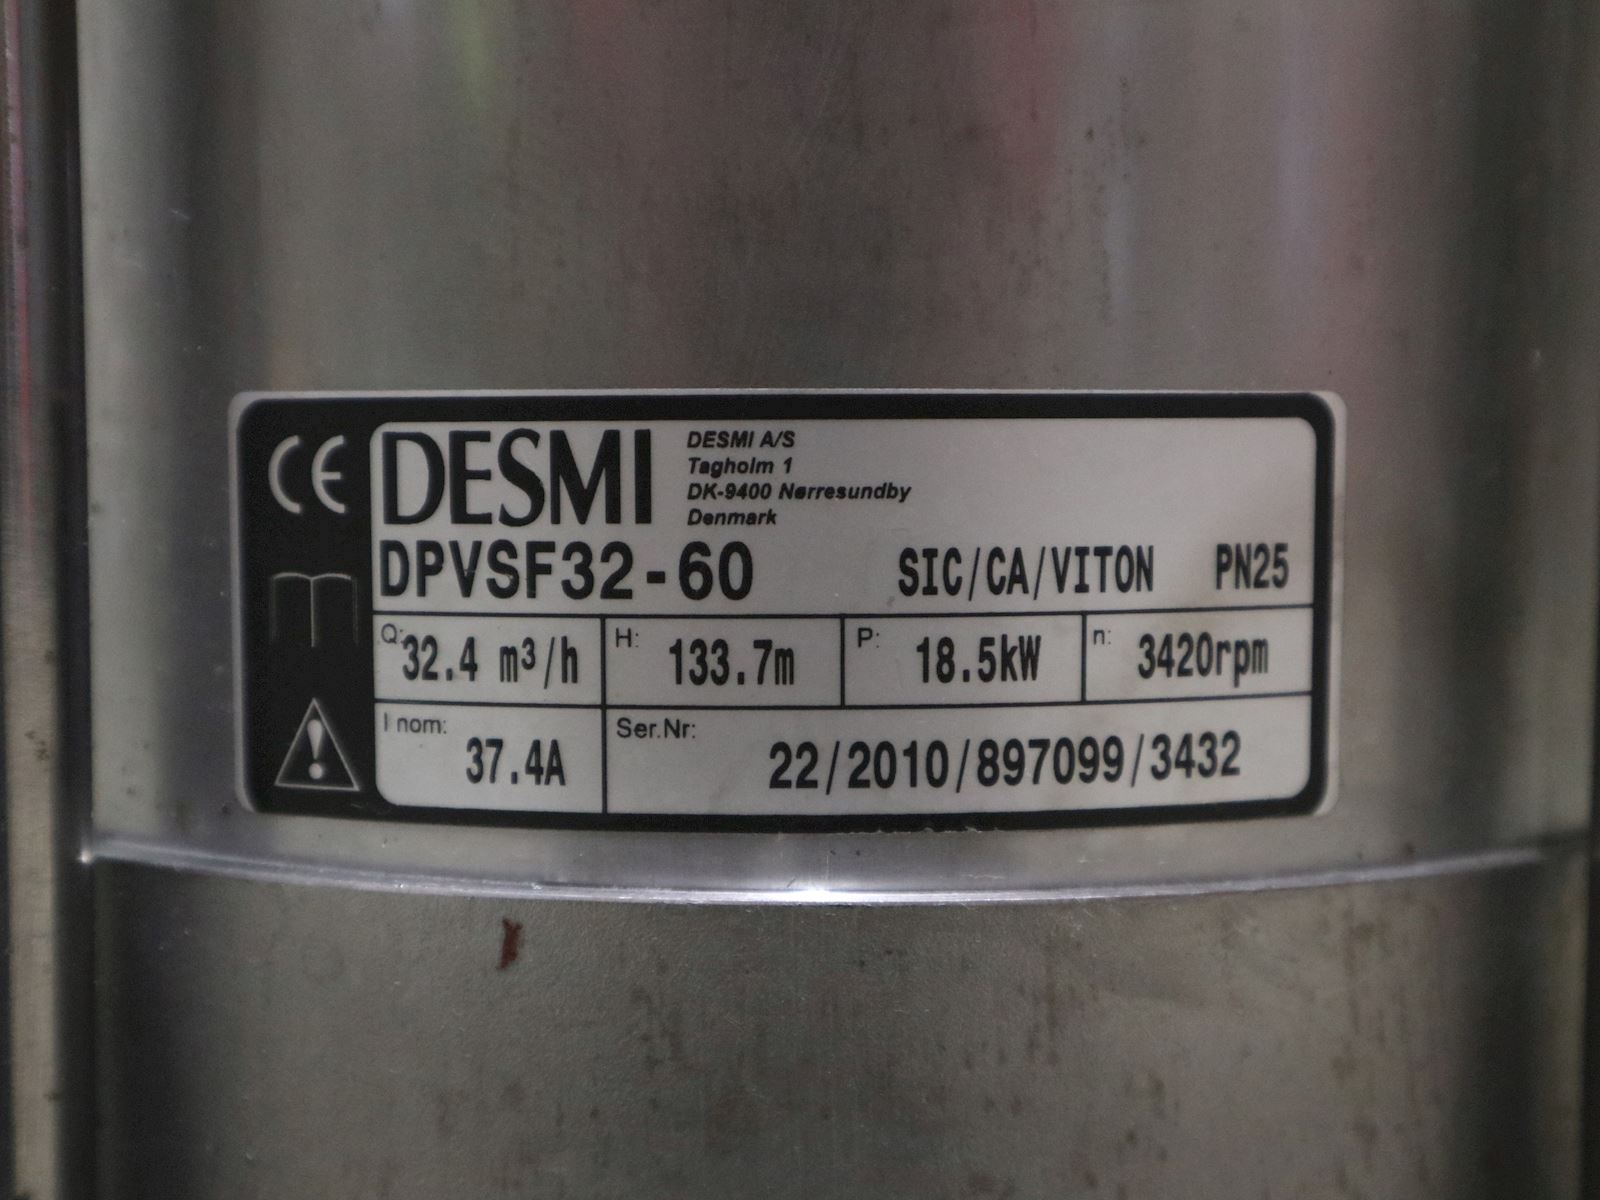 CE
DESMI
DESMI A/S
Tagholm 1
DK-9400 Nørresundby
Denmark
DPVSF32-60 SIC/CA/VITON PN25
Q: 32.4 m³/h H: 133.7m P: 18.5kW n: 3420rpm
I nom: 37.4A Ser.Nr: 22/2010/897099/3432